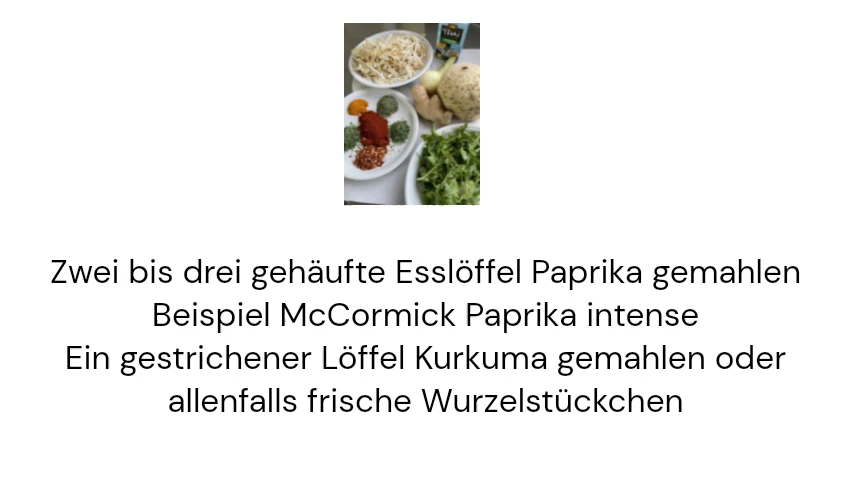 Zwei bis drei gehäufte Esslöffel Paprika gemahlen
Beispiel McCormick Paprika intense
Ein gestrichener Löffel Kurkuma gemahlen oder
allenfalls frische Wurzelstückchen